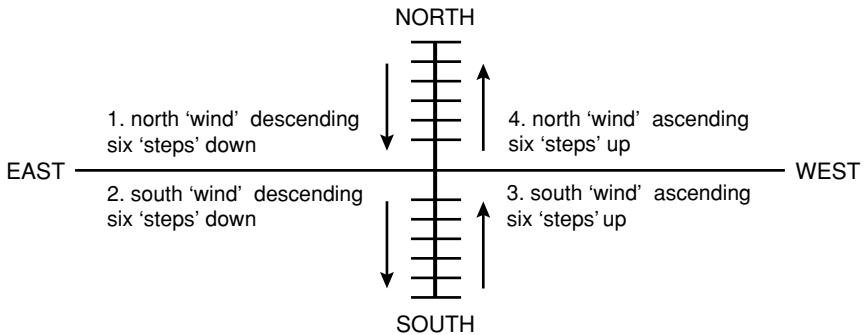 NORTH
1. north ‘wind’ descending
six ‘steps’ down
4. north ‘wind’ ascending
six ‘steps’ up
EAST
WEST
2. south ‘wind’ descending
six ‘steps’ down
3. south ‘wind’ ascending
six ‘steps’ up
SOUTH